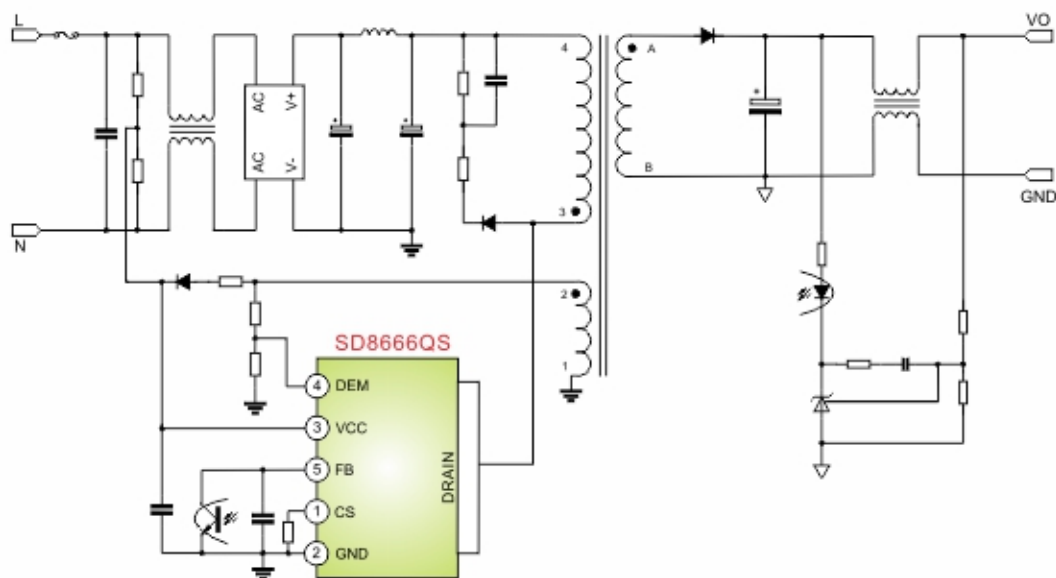 L
VO
4
A
AC
V+
AC
V-
B
3
GND
N
2
SD8666QS
1
4
DEM
3
VCC
5
FB
DRAIN
1
CS
2
GND